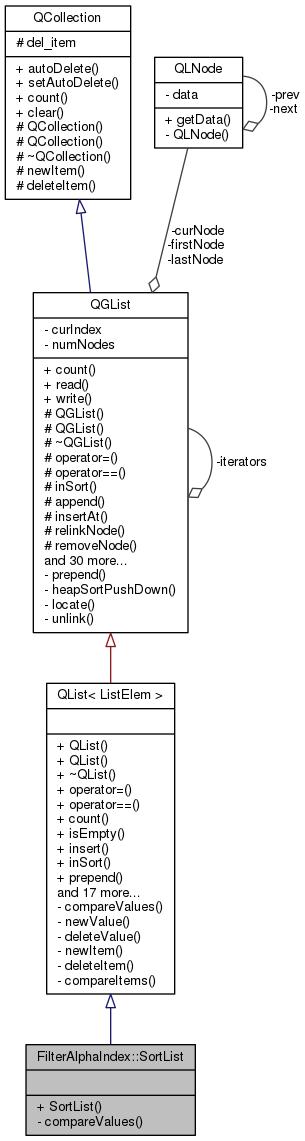 QCollection
# del_item
+ autoDelete()
+ setAutoDelete()
+ count()
+ clear()
# QCollection()
# QCollection()
# ~QCollection()
# newItem()
# deleteItem()
QLNode
- data
+ getData()
- QLNode()
-prev
-next
-curNode
-firstNode
-lastNode
QGList
- curIndex
- numNodes
+ count()
+ read()
+ write()
# QGList()
# QGList()
# ~QGList()
# operator=()
# operator==()
# inSort()
# append()
# insertAt()
# relinkNode()
# removeNode()
and 30 more...
- prepend()
- heapSortPushDown()
- locate()
- unlink()
-iterators
QList< ListElem >
+ QList()
+ QList()
+ ~QList()
+ operator=()
+ operator==()
+ count()
+ isEmpty()
+ insert()
+ inSort()
+ prepend()
and 17 more...
- compareValues()
- newValue()
- deleteValue()
- newItem()
- deleteItem()
- compareItems()
FilterAlphaIndex::SortList
+ SortList()
- compareValues()